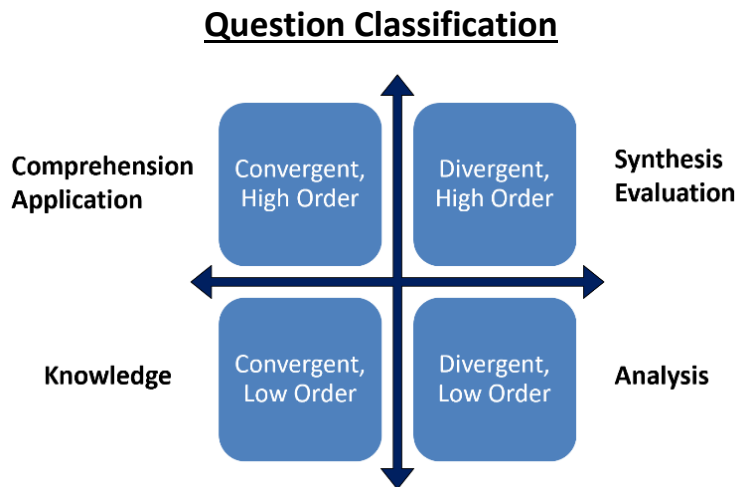 Question Classification
Comprehension
Application
Convergent,
High Order
Divergent,
High Order
Synthesis
Evaluation
Knowledge
Convergent,
Low Order
Divergent,
Low Order
Analysis